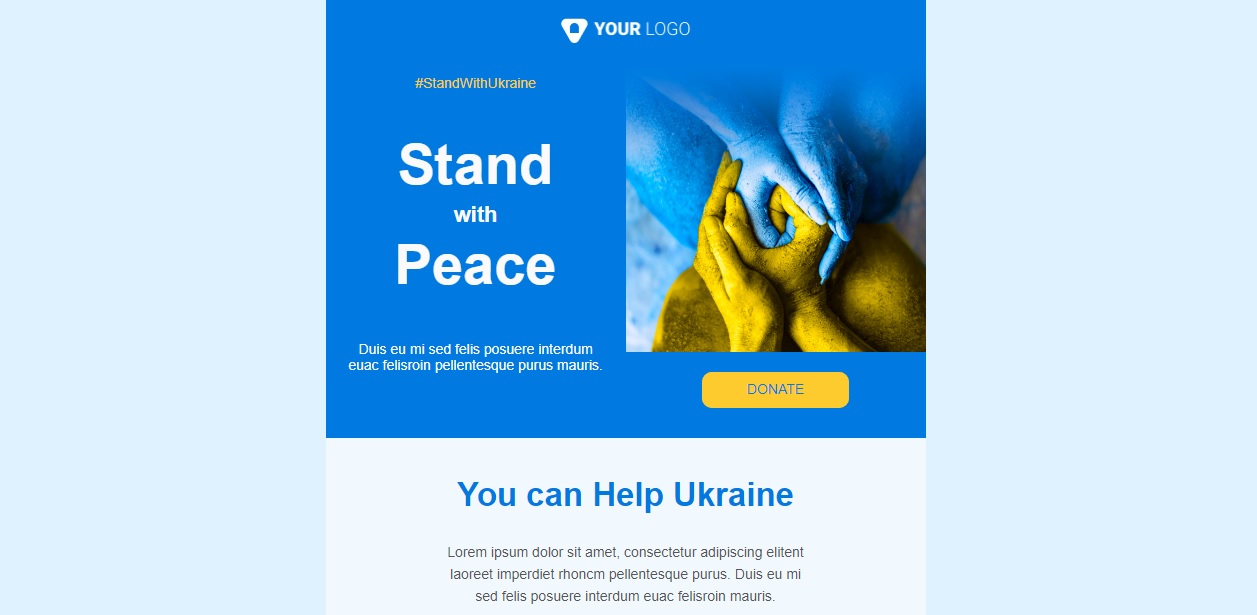 YOUR LOGO
#StandWithUkraine
Stand
with
Peace
Duis eu mi sed felis posuere interdum
euac felisroin pellentesque purus mauris.
DONATE
You can Help Ukraine
Lorem ipsum dolor sit amet, consectetur adipiscing elitent
laoreet imperdiet rhoncm pellentesque purus. Duis eu mi
sed felis posuere interdum euac felisroin mauris.